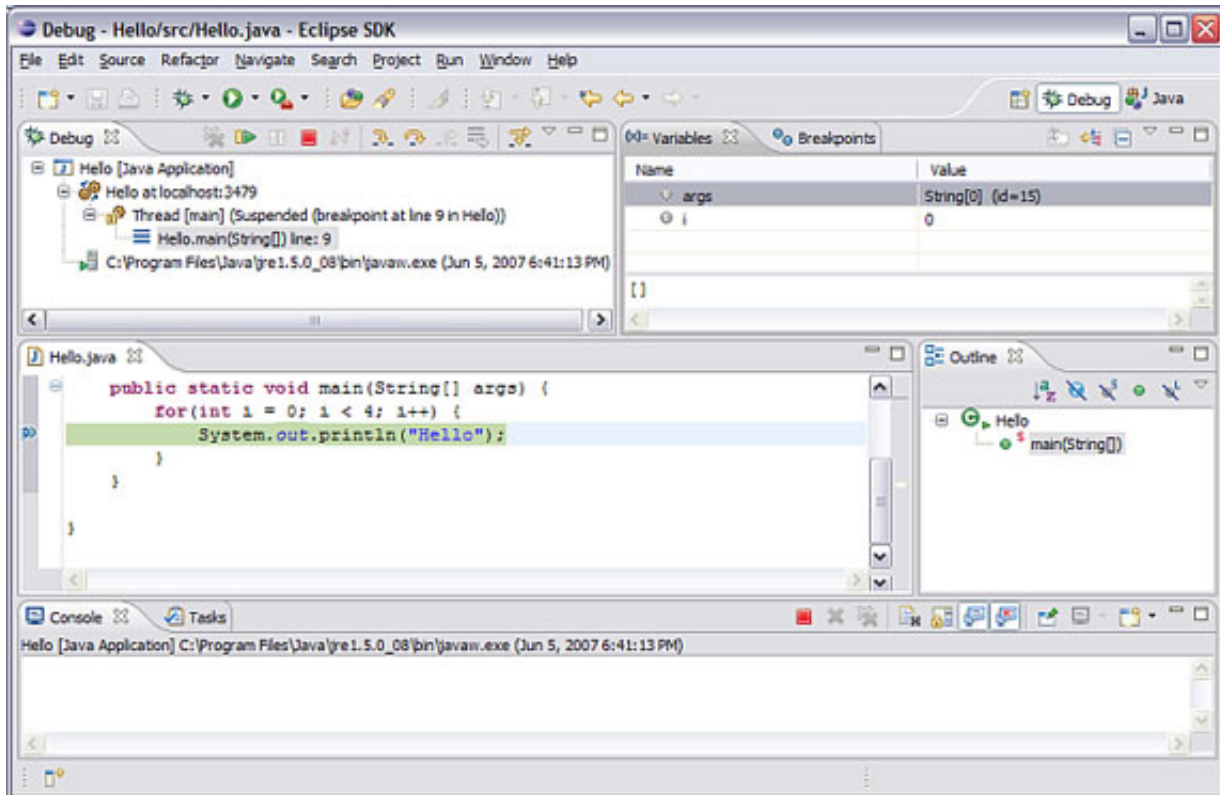 Debug - Hello/src/Hello.java - Eclipse SDK
File Edit Source Refactor Navigate Search Project Run Window Help
Debug Java
Debug
Hello [Java Application]
Hello at localhost:3479
Thread [main] (Suspended (breakpoint at line 9 in Hello))
Hello.main(String[]) line: 9
C:\Program Files\Java\jre1.5.0_08\bin\javaw.exe (Jun 5, 2007 6:41:13 PM)
(x)= Variables Breakpoints
Name Value
args String[0] (id=15)
i 0
[]
Hello.java
public static void main(String[] args) {
for(int i = 0; i < 4; i++) {
System.out.println("Hello");
}
}
}
Outline
Hello
main(String[])
Console Tasks
Hello [Java Application] C:\Program Files\Java\jre1.5.0_08\bin\javaw.exe (Jun 5, 2007 6:41:13 PM)